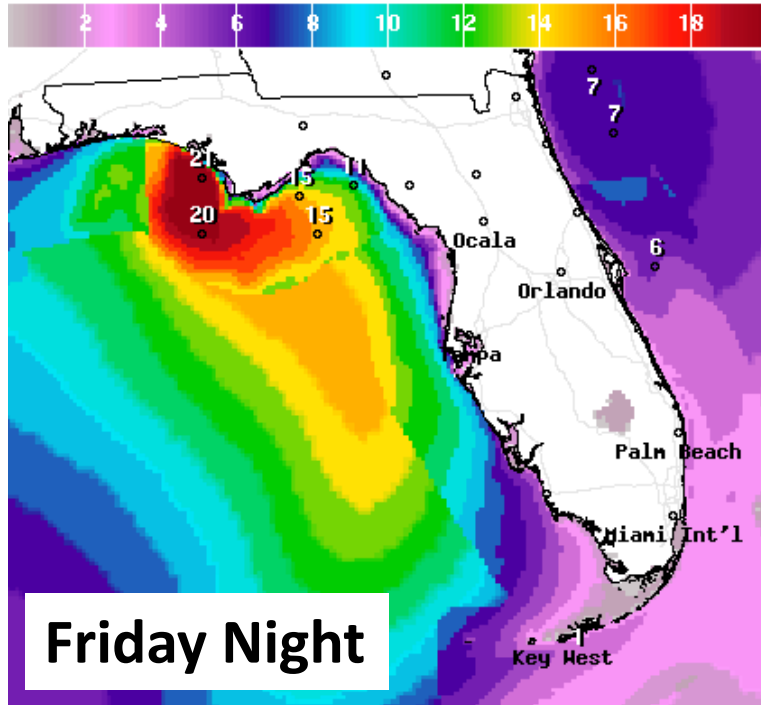 2 4 6 8 10 12 14 16 18
7
7
21
15 11
20 15
6
Ocala
Orlando
Tampa
Palm Beach
Miami Int'l
1
Key West
Friday Night